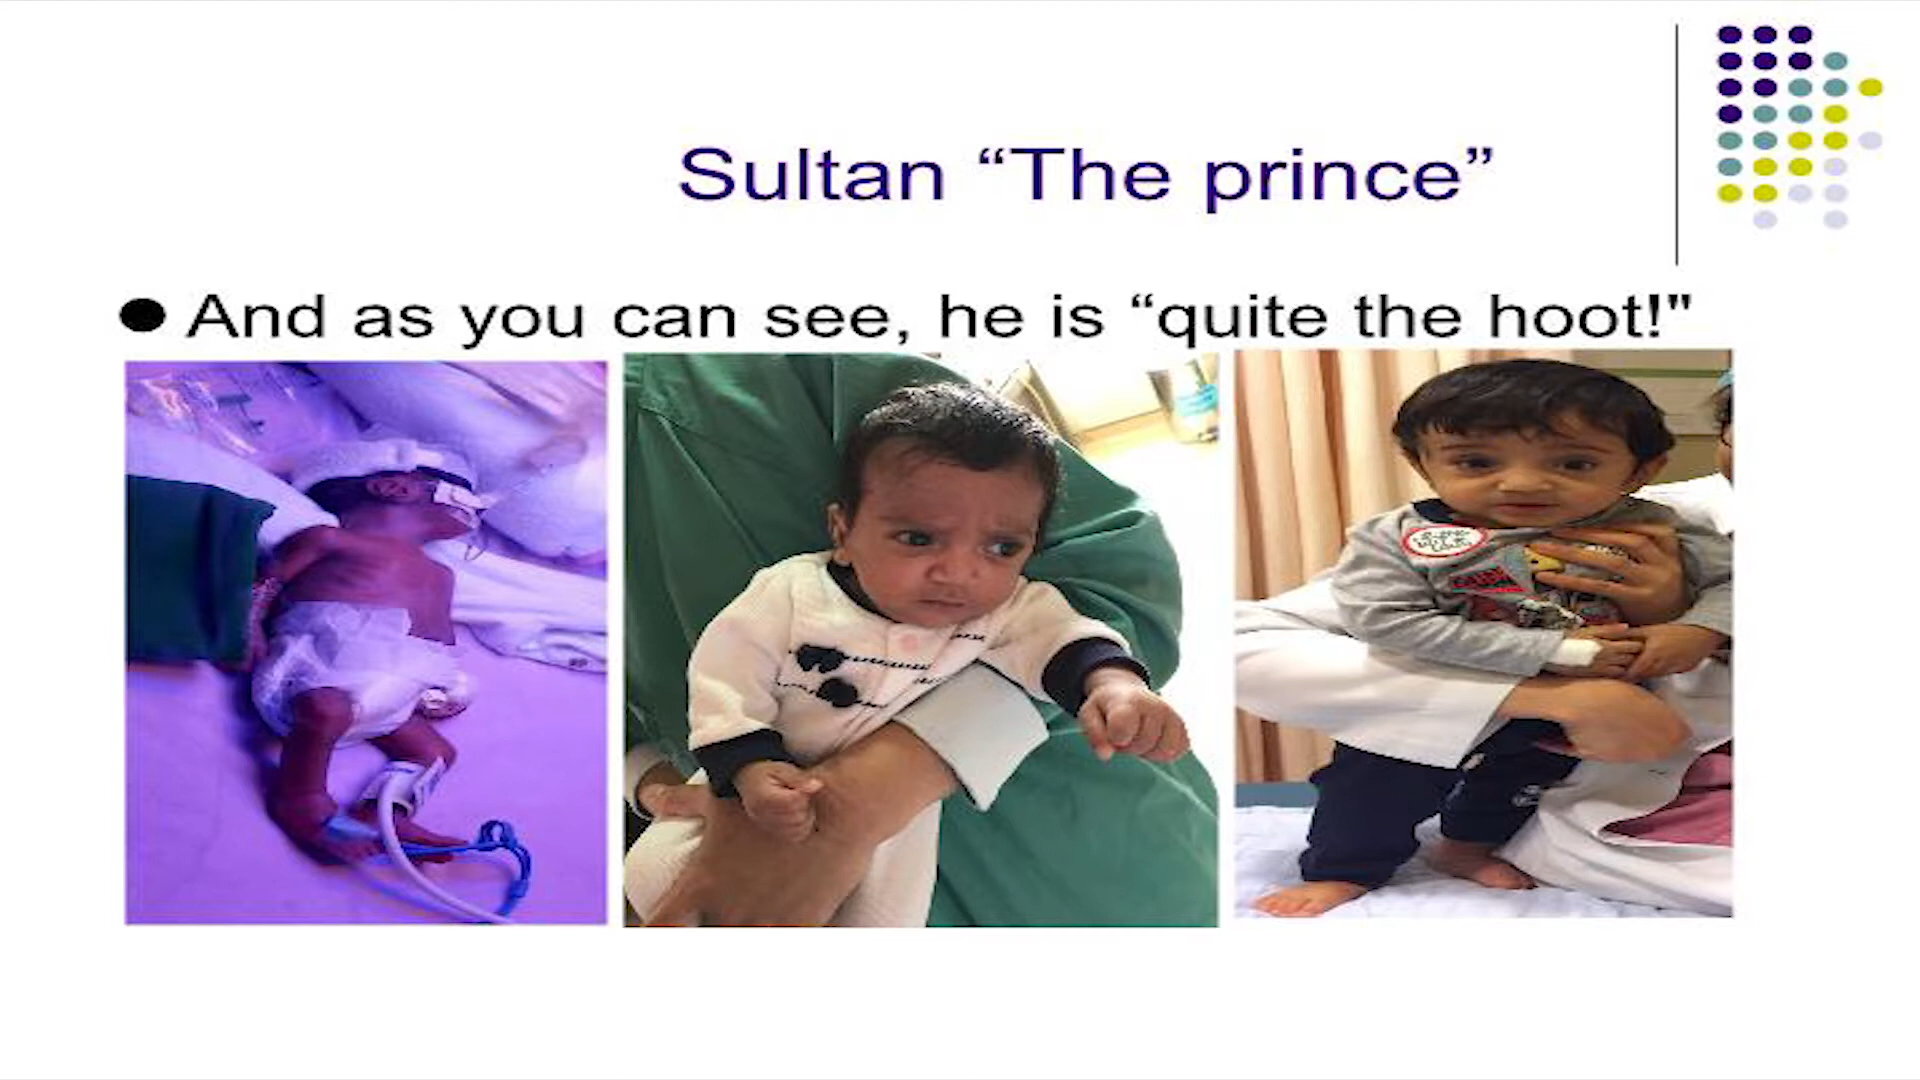 Sultan “The prince”
● And as you can see, he is “quite the hoot!"